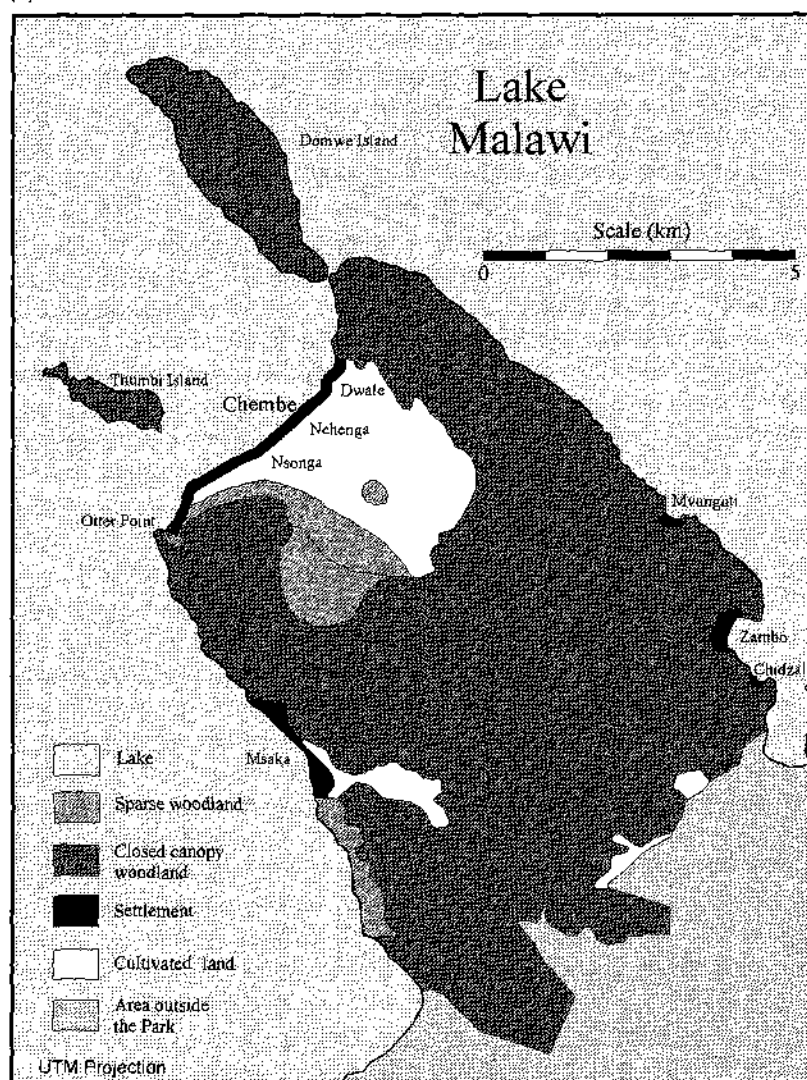 Lake
Malawi
Domwe Island
Scale (km)
0 5
Thumbi Island
Chembe
Dwale
Nchenga
Nsonga
Otter Point
Mvunguti
Zambo
Chidzale
Msaka
Lake
Sparse woodland
Closed canopy
woodland
Settlement
Cultivated land
Area outside
the Park
UTM Projection